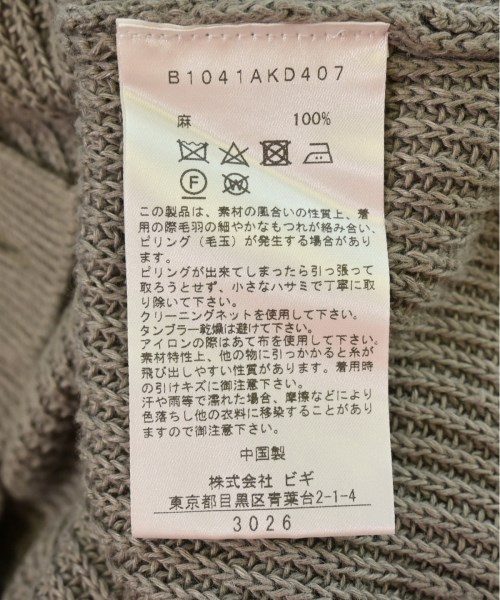 B1041AKD407
麻 100%
F W
この製品は、素材の風合いの性質上、着
用の際毛羽の細やかなもつれが絡み合い、
ピリング（毛玉）が発生する場合があり
ます。
ピリングが出来てしまったら引っ張って
取ろうとせず、小さなハサミで丁寧に取
り除いて下さい。
クリーニングネットを使用して下さい。
タンブラー乾燥は避けて下さい。
アイロンの際はあて布を使用して下さい。
素材特性上、他の物に引っかかると糸が
飛び出しやすい性質があります。着用時
の引けキズに御注意下さい。
汗や雨等で濡れた場合、摩擦などにより
色落ちし他の衣料に移染することがあり
ますので御注意下さい。
中国製
株式会社 ビギ
東京都目黒区青葉台2-1-4
3026